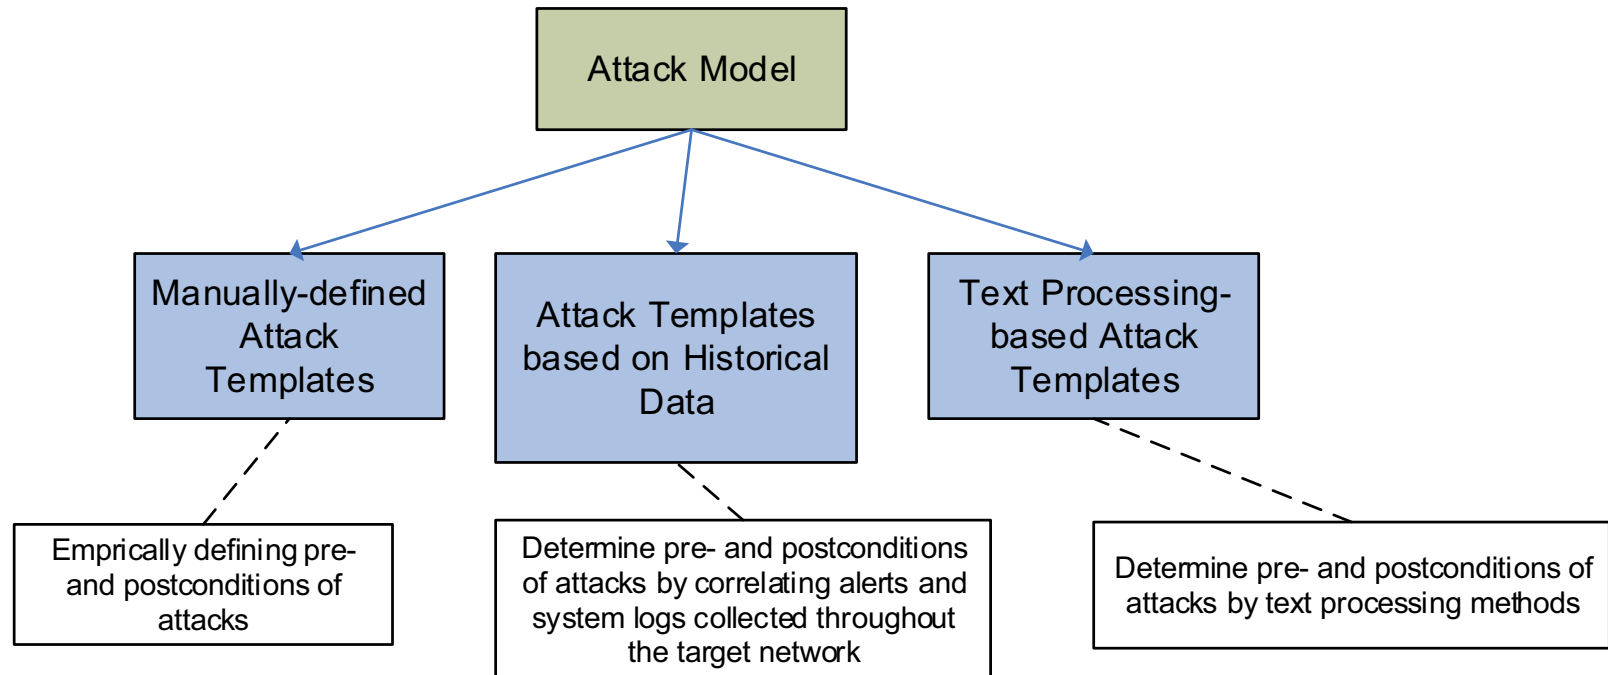 Attack Model
Manually-defined
Attack
Templates
Attack Templates
based on Historical
Data
Text Processing-
based Attack
Templates
Emprically defining pre-
and postconditions of
attacks
Determine pre- and postconditions
of attacks by correlating alerts and
system logs collected throughout
the target network
Determine pre- and postconditions of
attacks by text processing methods